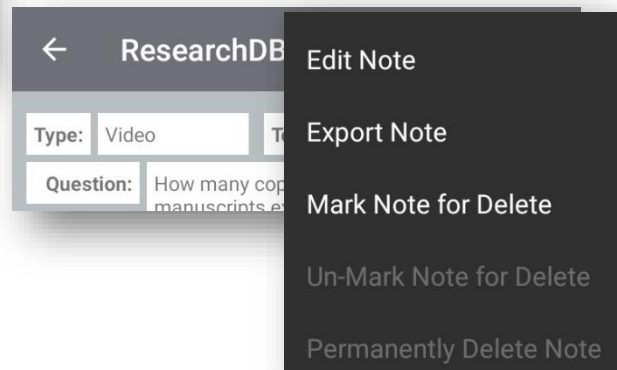 ← ResearchDB
Type: Video
Question: How many
manuscripts
Edit Note
Export Note
Mark Note for Delete
Un-Mark Note for Delete
Permanently Delete Note